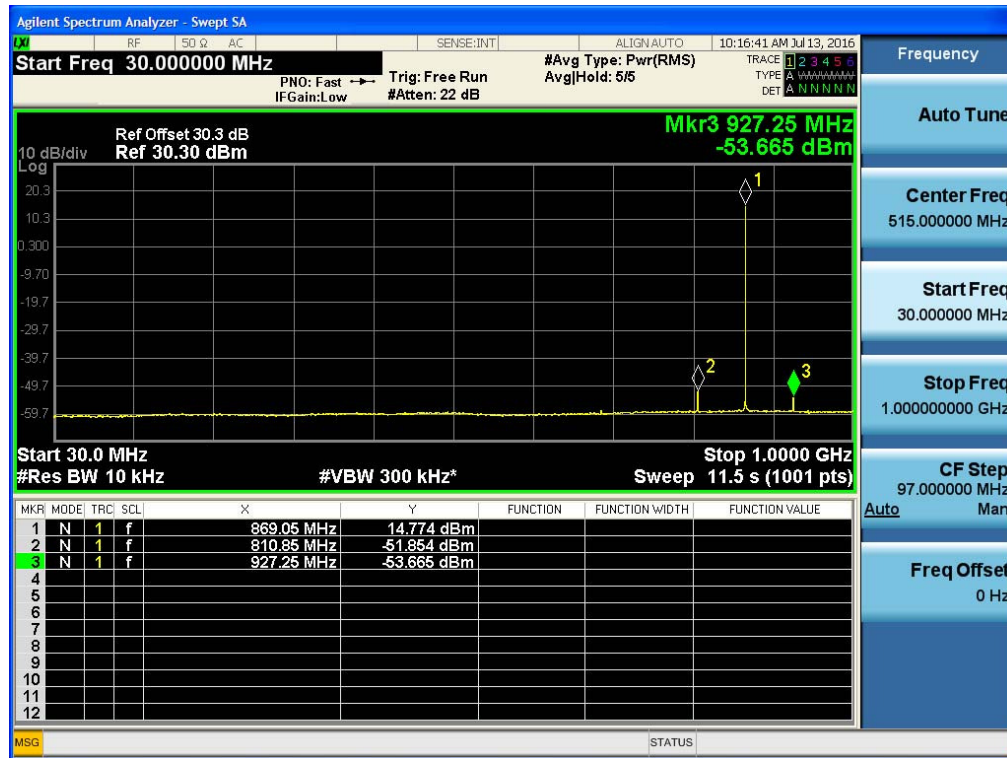 Agilent Spectrum Analyzer - Swept SA
LXI RF 50 Ω AC SENSE:INT ALIGN AUTO 10:16:41 AM Jul 13, 2016
Start Freq 30.000000 MHz
PNO: Fast
IFGain:Low
Trig: Free Run
#Atten: 22 dB
#Avg Type: Pwr(RMS)
Avg|Hold: 5/5
TRACE 1 2 3 4 5 6
TYPE A WWWWW
DET A N N N N N
Ref Offset 30.3 dB
Ref 30.30 dBm
10 dB/div
Log
Mkr3 927.25 MHz
-53.665 dBm
20.3
10.3
0.300
-9.70
-19.7
-29.7
-39.7
-49.7
-59.7
1
2
3
Start 30.0 MHz
#Res BW 10 kHz
#VBW 300 kHz*
Stop 1.0000 GHz
Sweep 11.5 s (1001 pts)
MKR MODE TRC SCL X Y FUNCTION FUNCTION WIDTH FUNCTION VALUE
1 N 1 f 869.05 MHz 14.774 dBm
2 N 1 f 810.85 MHz -51.854 dBm
3 N 1 f 927.25 MHz -53.665 dBm
4
5
6
7
8
9
10
11
12
MSG
STATUS
Frequency
Auto Tune
Center Freq
515.000000 MHz
Start Freq
30.000000 MHz
Stop Freq
1.000000000 GHz
CF Step
97.000000 MHz
Auto Man
Freq Offset
0 Hz